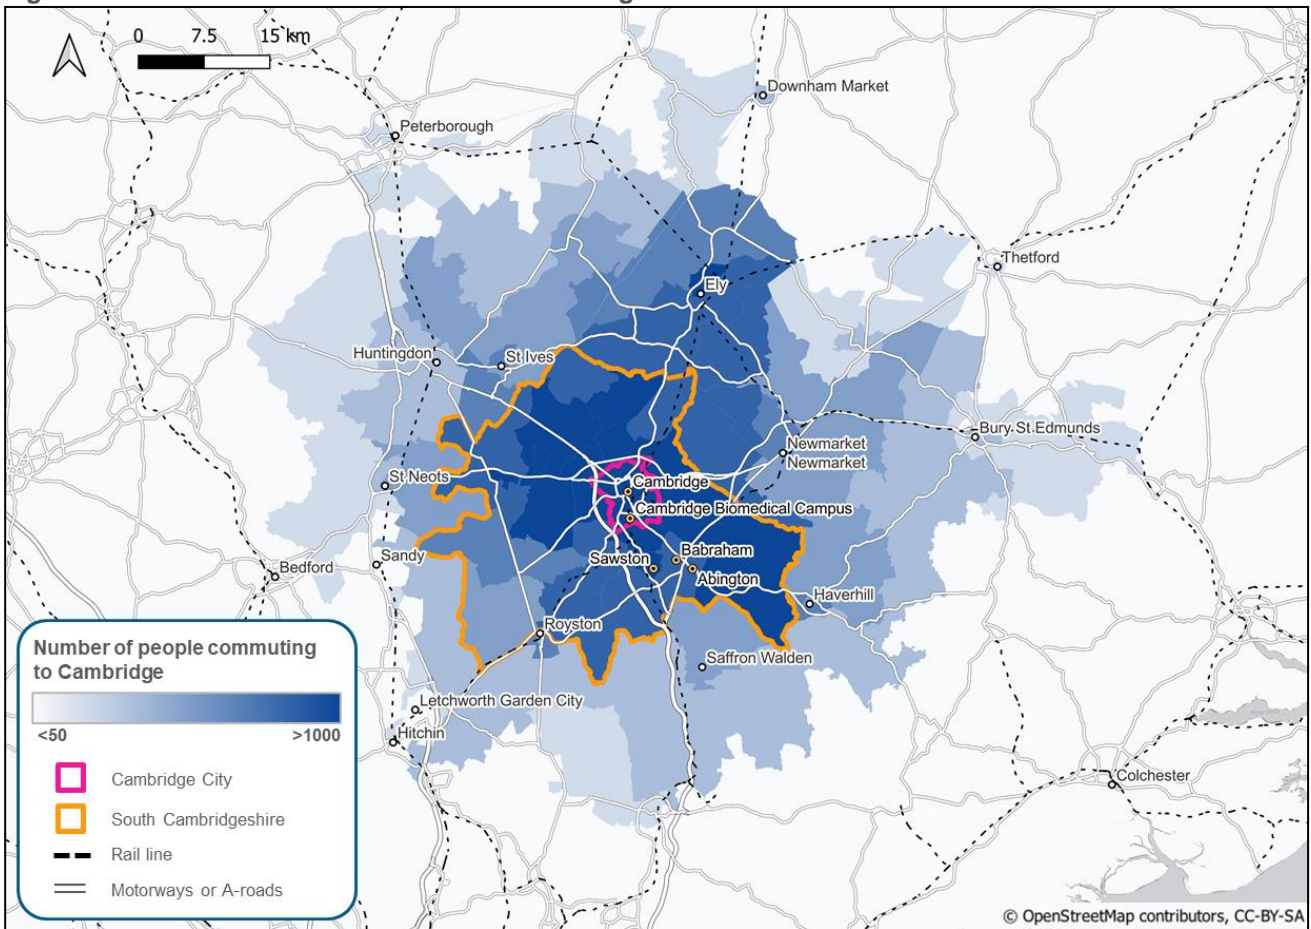 0 7.5 15 km
Downham Market
Peterborough
Thetford
Ely
Huntingdon
St Ives
Bury St Edmunds
Newmarket
Newmarket
St Neots
Cambridge
Cambridge Biomedical Campus
Sandy
Sawston
Babraham
Bedford
Abington
Haverhill
Royston
Saffron Walden
Letchworth Garden City
Hitchin
Colchester
Number of people commuting
to Cambridge
<50 >1000
Cambridge City
South Cambridgeshire
Rail line
Motorways or A-roads
© OpenStreetMap contributors, CC-BY-SA